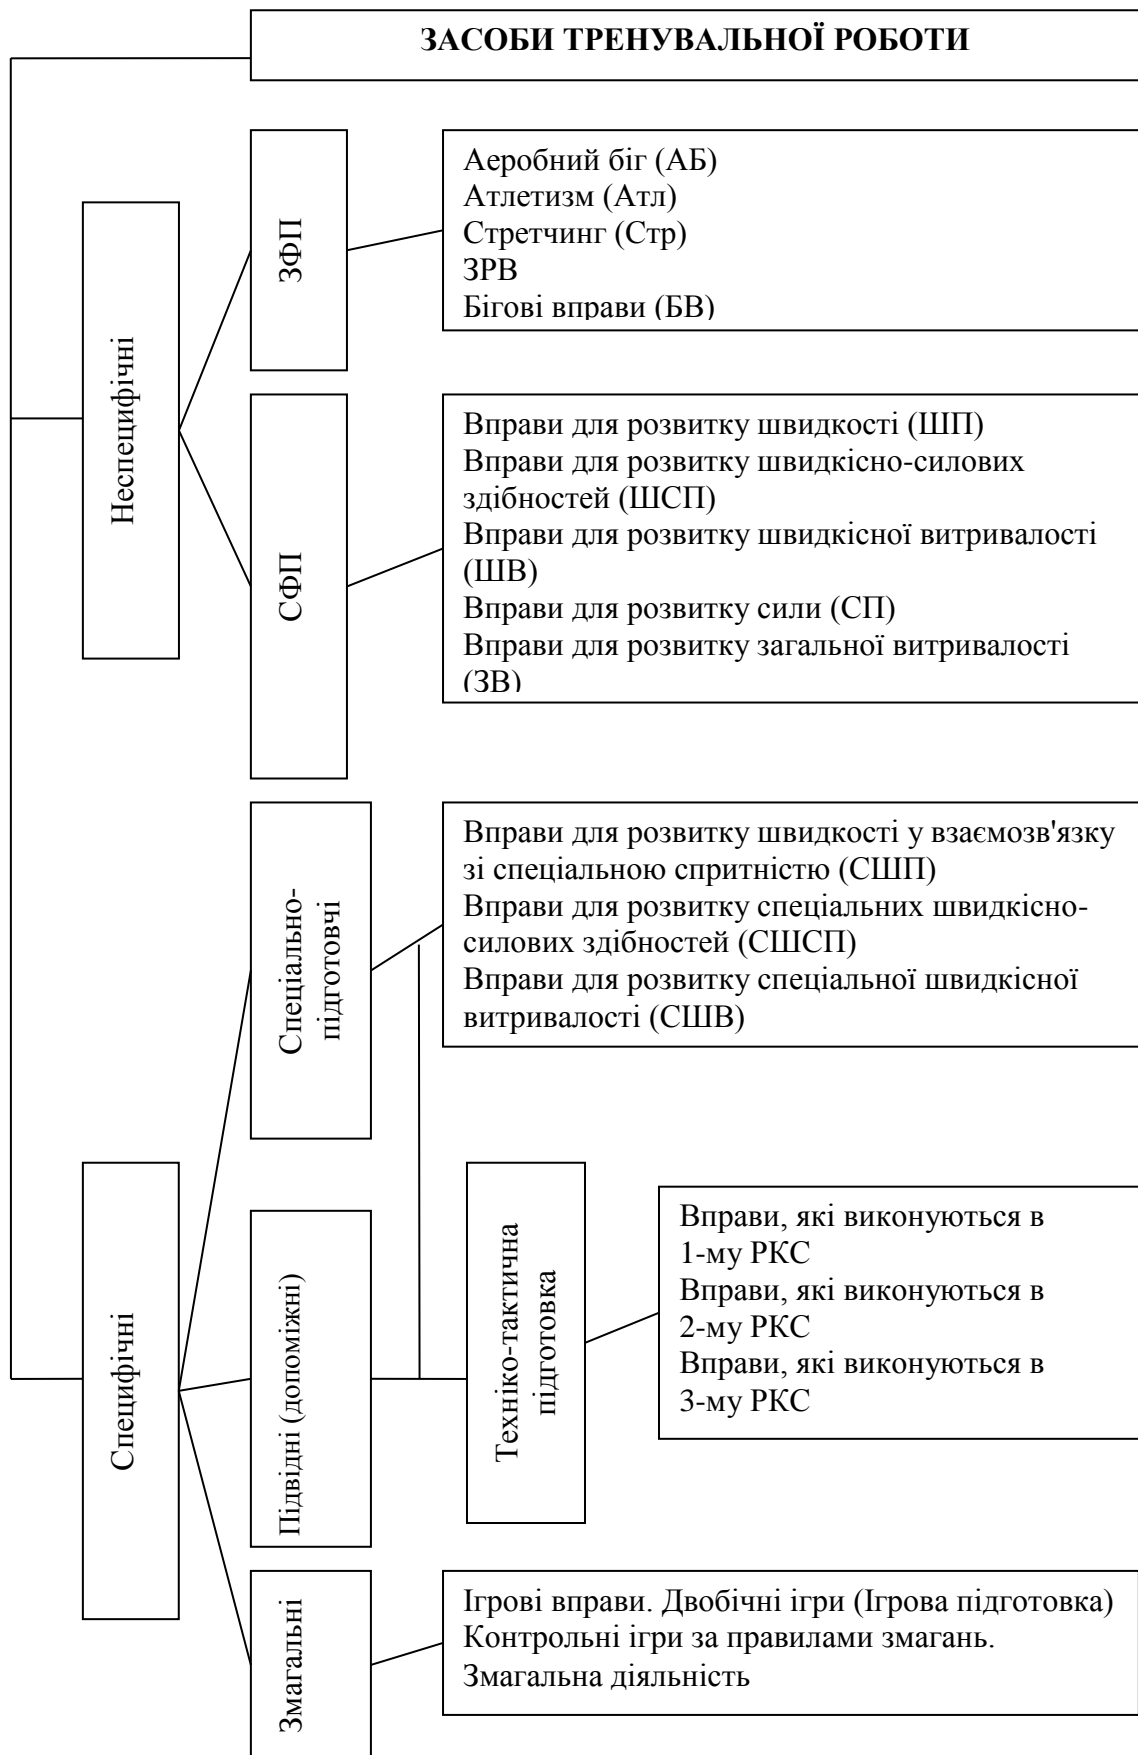 ЗАСОБИ ТРЕНУВАЛЬНОЇ РОБОТИ
Неспецифічні
ЗФП
Аеробний біг (АБ)
Атлетизм (Атл)
Стретчинг (Стр)
ЗРВ
Бігові вправи (БВ)
СФП
Вправи для розвитку швидкості (ШП)
Вправи для розвитку швидкісно-силових
здібностей (ШСП)
Вправи для розвитку швидкісної витривалості
(ШВ)
Вправи для розвитку сили (СП)
Вправи для розвитку загальної витривалості
(ЗВ)
Специфічні
Спеціально-
підготовчі
Вправи для розвитку швидкості у взаємозв'язку
зі спеціальною спритністю (СШП)
Вправи для розвитку спеціальних швидкісно-
силових здібностей (СШСП)
Вправи для розвитку спеціальної швидкісної
витривалості (СШВ)
Підвідні (допоміжні)
Техніко-тактична
підготовка
Вправи, які виконуються в
1-му РКС
Вправи, які виконуються в
2-му РКС
Вправи, які виконуються в
3-му РКС
Змагальні
Ігрові вправи. Двобічні ігри (Ігрова підготовка)
Контрольні ігри за правилами змагань.
Змагальна діяльність